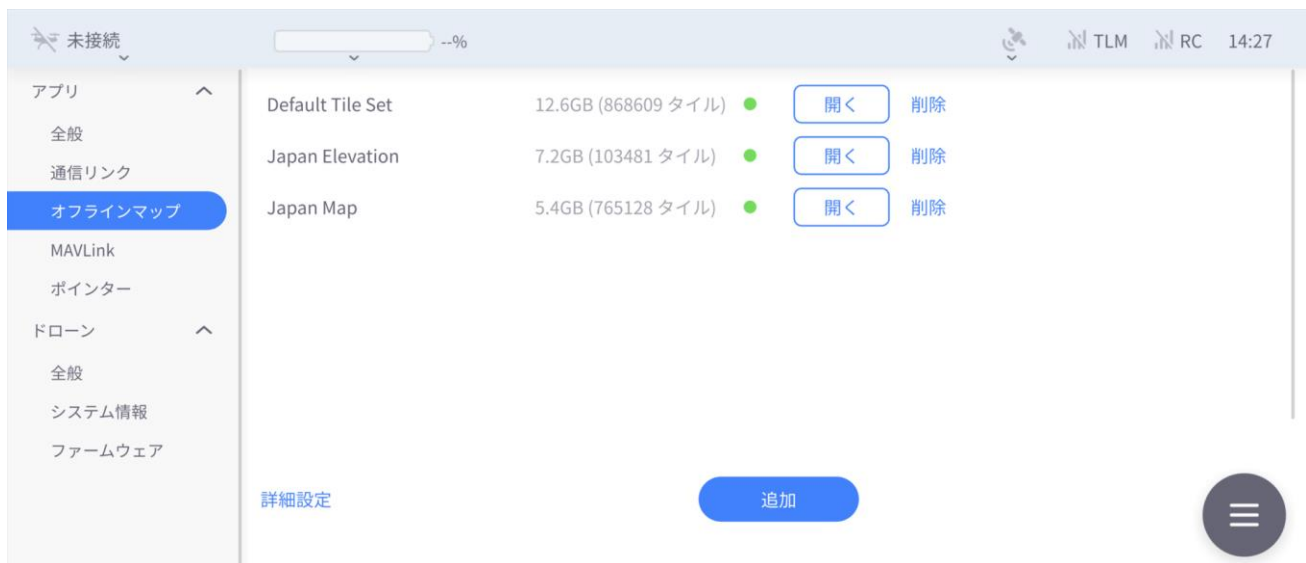 未接続 --% TLM RC 14:27
アプリ
全般
通信リンク
オフラインマップ
MAVLink
ポインター
ドローン
全般
システム情報
ファームウェア
Default Tile Set 12.6GB (868609 タイル) 開く 削除
Japan Elevation 7.2GB (103481 タイル) 開く 削除
Japan Map 5.4GB (765128 タイル) 開く 削除
詳細設定 追加